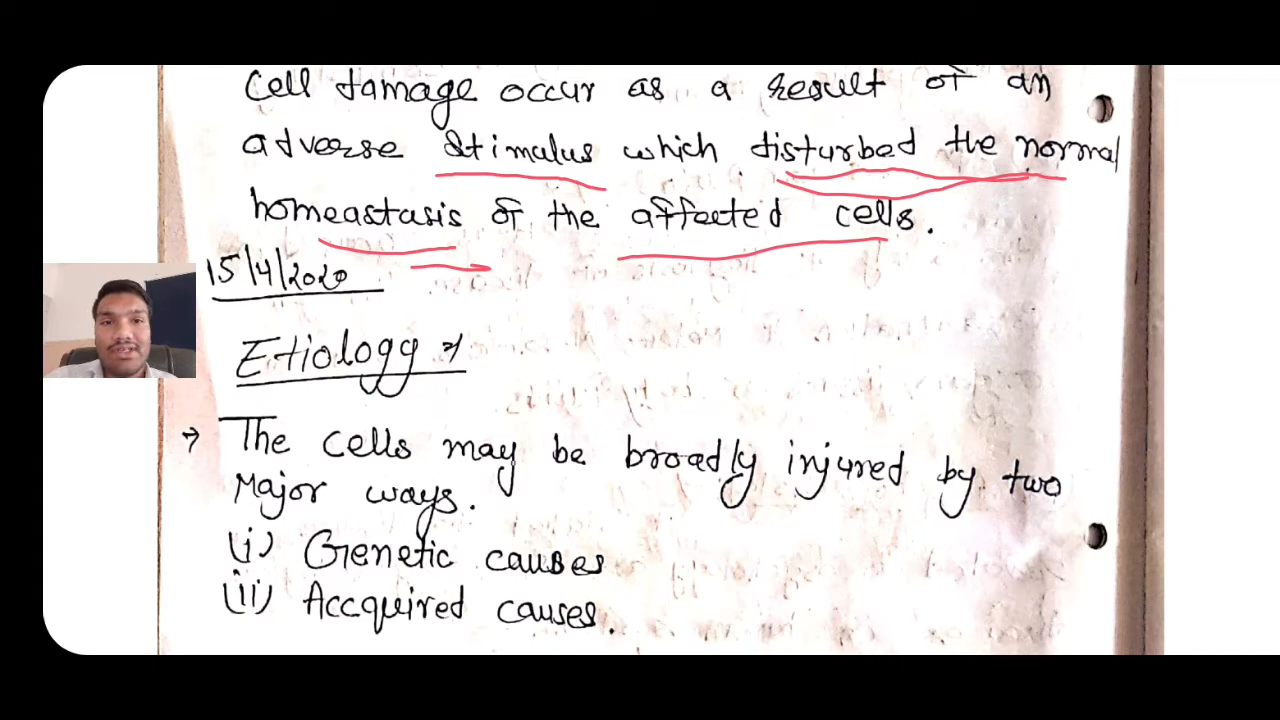 Cell damage occur as a result of an
adverse stimulus which disturbed the normal
homeastasis of the affected cells.
15/4/2020
Etiology
→ The cells may be broadly injured by two
Major ways.
(i) Genetic causes
(ii) Accquired causes.